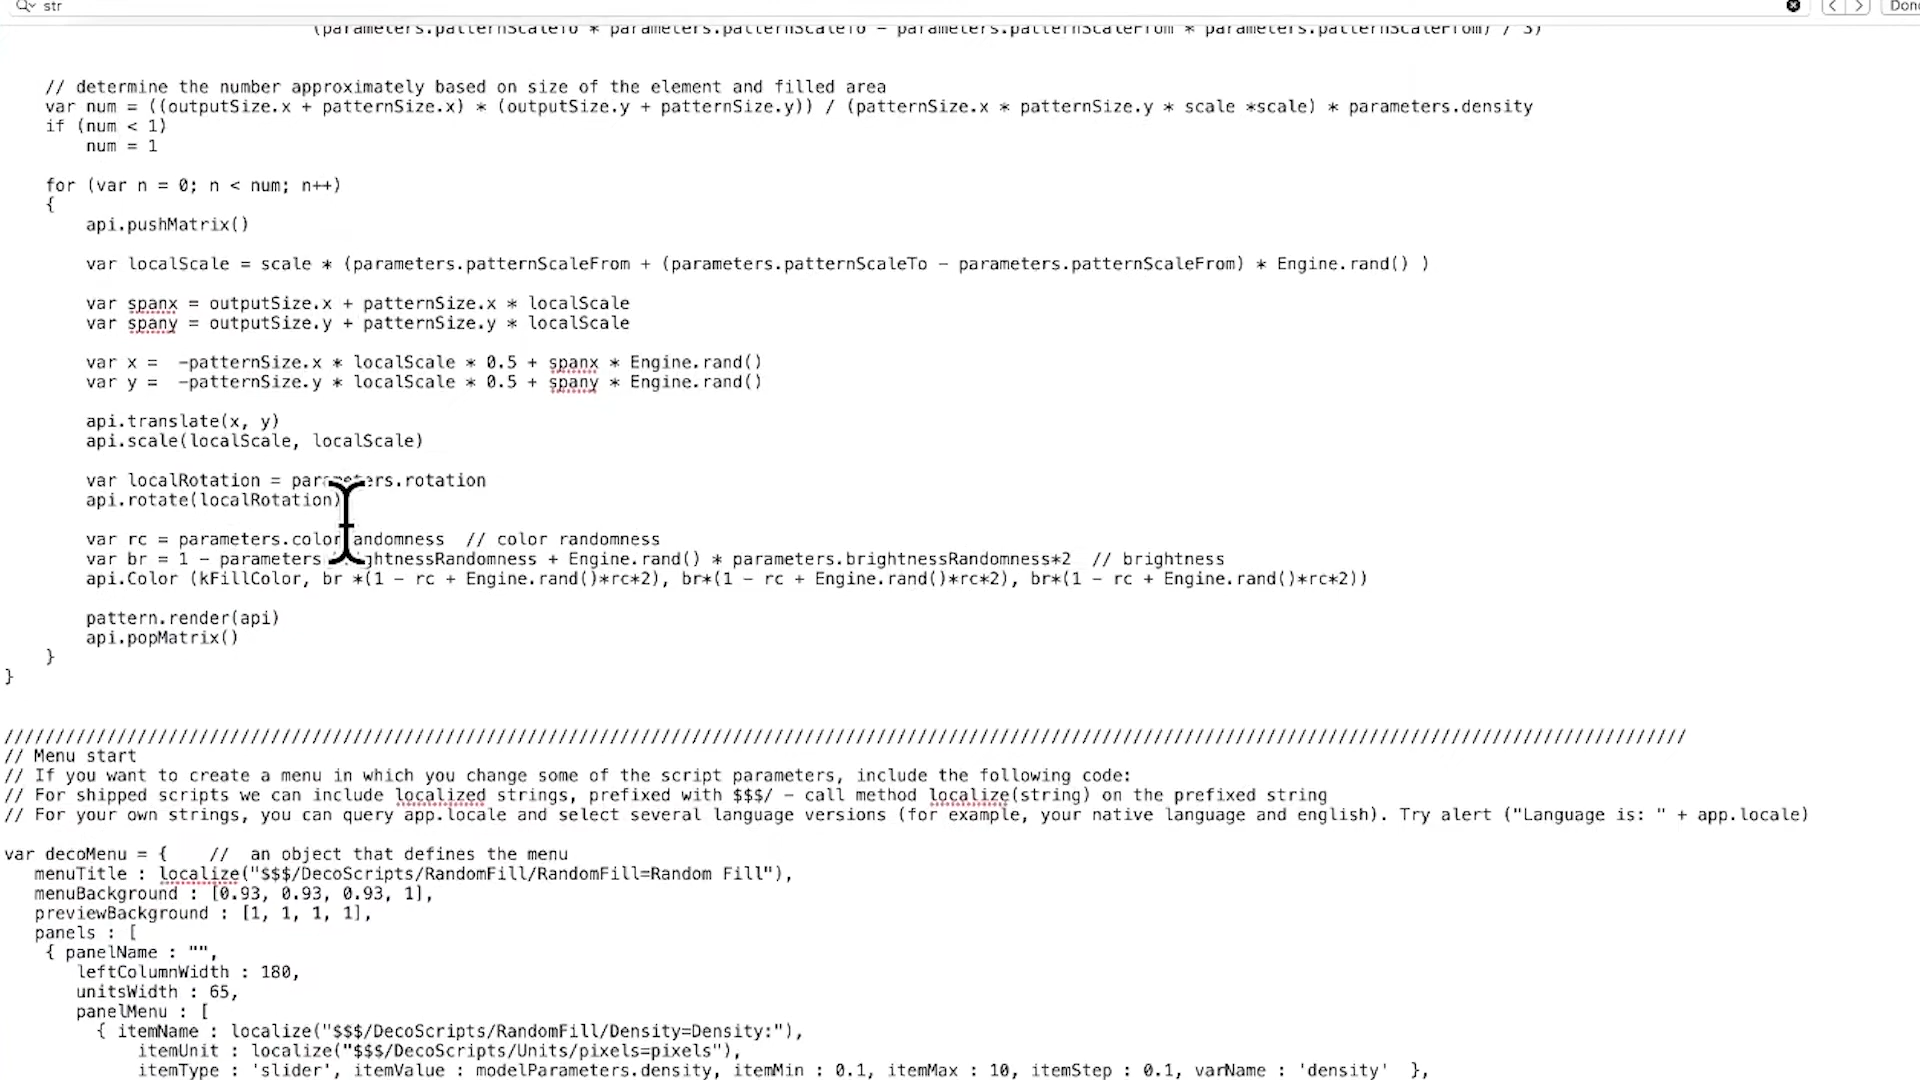 str
Done
(parameters.patternScaleTo * parameters.patternScaleTo - parameters.patternScaleFrom * parameters.patternScaleFrom) / 3)
// determine the number approximately based on size of the element and filled area
var num = ((outputSize.x + patternSize.x) * (outputSize.y + patternSize.y)) / (patternSize.x * patternSize.y * scale *scale) * parameters.density
if (num < 1)
num = 1
for (var n = 0; n < num; n++)
{
api.pushMatrix()
var localScale = scale * (parameters.patternScaleFrom + (parameters.patternScaleTo - parameters.patternScaleFrom) * Engine.rand() )
var spanx = outputSize.x + patternSize.x * localScale
var spany = outputSize.y + patternSize.y * localScale
var x =  -patternSize.x * localScale * 0.5 + spanx * Engine.rand()
var y =  -patternSize.y * localScale * 0.5 + spany * Engine.rand()
api.translate(x, y)
api.scale(localScale, localScale)
var localRotation = parameters.rotation
api.rotate(localRotation)
var rc = parameters.colorRandomness  // color randomness
var br = 1 - parameters.brightnessRandomness + Engine.rand() * parameters.brightnessRandomness*2  // brightness
api.Color (kFillColor, br *(1 - rc + Engine.rand()*rc*2), br*(1 - rc + Engine.rand()*rc*2), br*(1 - rc + Engine.rand()*rc*2))
pattern.render(api)
api.popMatrix()
}
}
////////////////////////////////////////////////////////////////////////////////////////////////////////////////////////////////////////////////////////////////////
// Menu start
// If you want to create a menu in which you change some of the script parameters, include the following code:
// For shipped scripts we can include localized strings, prefixed with $$$/ - call method localize(string) on the prefixed string
// For your own strings, you can query app.locale and select several language versions (for example, your native language and english). Try alert ("Language is: " + app.locale)
var decoMenu = {    //  an object that defines the menu
menuTitle : localize("$$$/DecoScripts/RandomFill/RandomFill=Random Fill"),
menuBackground : [0.93, 0.93, 0.93, 1],
previewBackground : [1, 1, 1, 1],
panels : [
{ panelName : "",
leftColumnWidth : 180,
unitsWidth : 65,
panelMenu : [
{ itemName : localize("$$$/DecoScripts/RandomFill/Density=Density:"),
itemUnit : localize("$$$/DecoScripts/Units/pixels=pixels"),
itemType : 'slider', itemValue : modelParameters.density, itemMin : 0.1, itemMax : 10, itemStep : 0.1, varName : 'density'  },